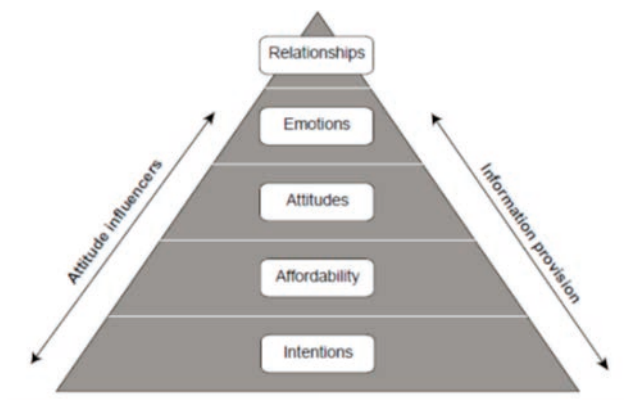 Relationships
Emotions
Attitudes
Affordability
Intentions
Attitude influencers
Information provision